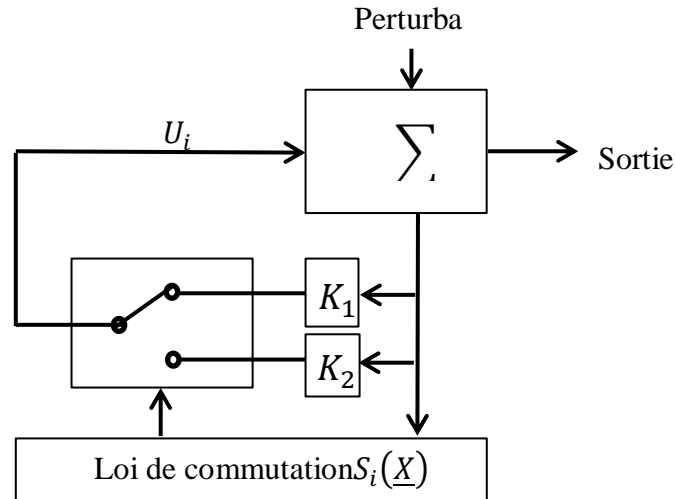 Perturba
∑
U_i
Sortie
K_1
K_2
Loi de commutationS_i(X)